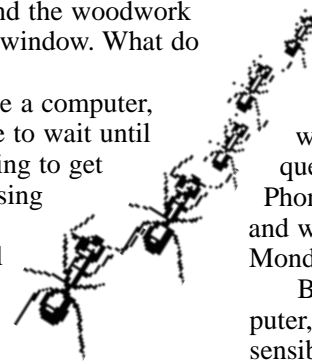 nd the woodwork
window. What do
e a computer,
e to wait until
ing to get
sing
l
w
que
Phor
and w
Mond
B
puter,
sensib